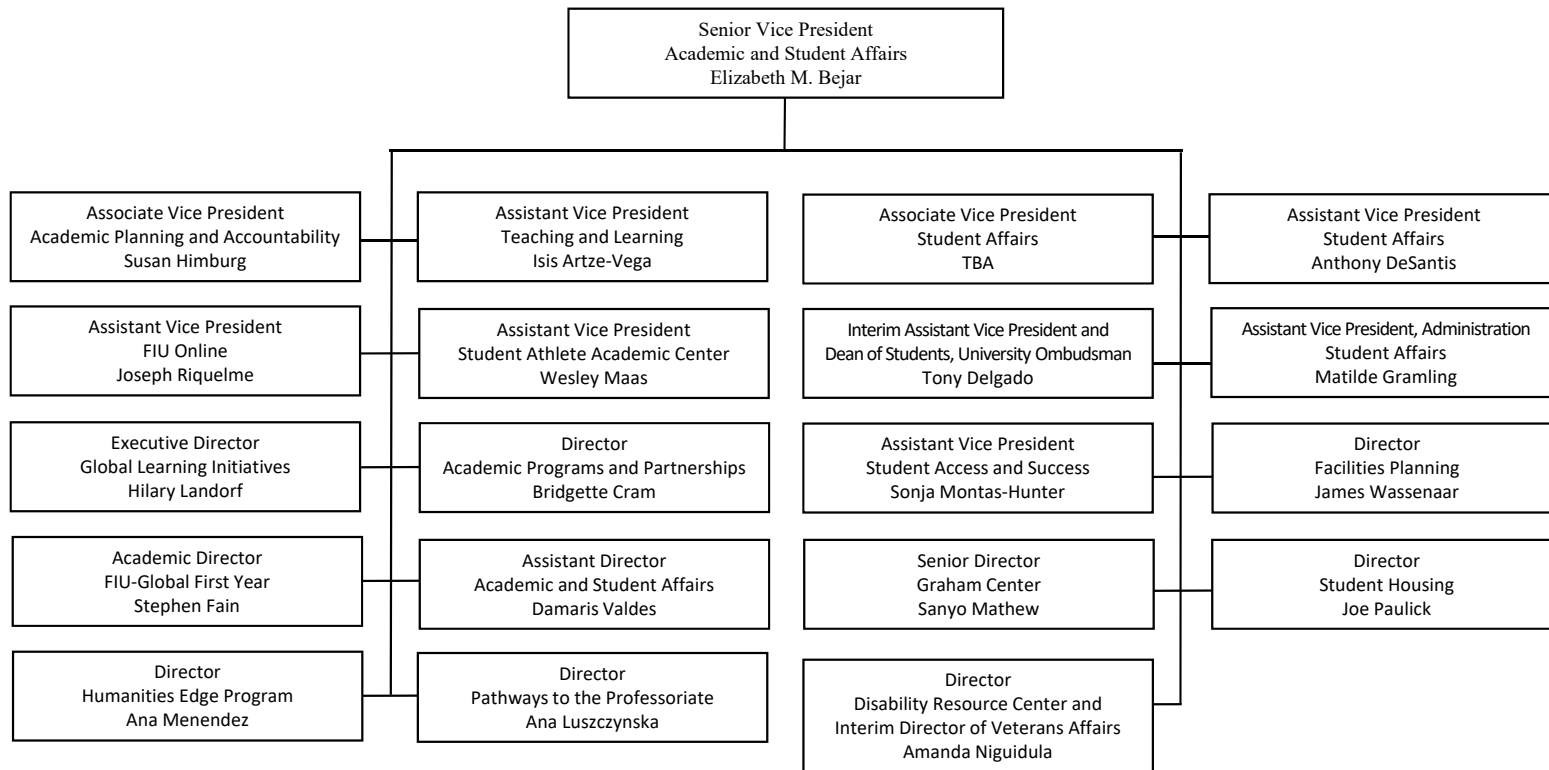 Senior Vice President
Academic and Student Affairs
Elizabeth M. Bejar
Associate Vice President
Academic Planning and Accountability
Susan Himburg
Assistant Vice President
Teaching and Learning
Isis Artze-Vega
Associate Vice President
Student Affairs
TBA
Assistant Vice President
Student Affairs
Anthony DeSantis
Assistant Vice President
FIU Online
Joseph Riquelme
Assistant Vice President
Student Athlete Academic Center
Wesley Maas
Interim Assistant Vice President and
Dean of Students, University Ombudsman
Tony Delgado
Assistant Vice President, Administration
Student Affairs
Matilde Gramling
Executive Director
Global Learning Initiatives
Hilary Landorf
Director
Academic Programs and Partnerships
Bridgette Cram
Assistant Vice President
Student Access and Success
Sonja Montas-Hunter
Director
Facilities Planning
James Wassenaar
Academic Director
FIU-Global First Year
Stephen Fain
Assistant Director
Academic and Student Affairs
Damaris Valdes
Senior Director
Graham Center
Sanyo Mathew
Director
Student Housing
Joe Paulick
Director
Humanities Edge Program
Ana Menendez
Director
Pathways to the Professoriate
Ana Luszczynska
Director
Disability Resource Center and
Interim Director of Veterans Affairs
Amanda Niguidula